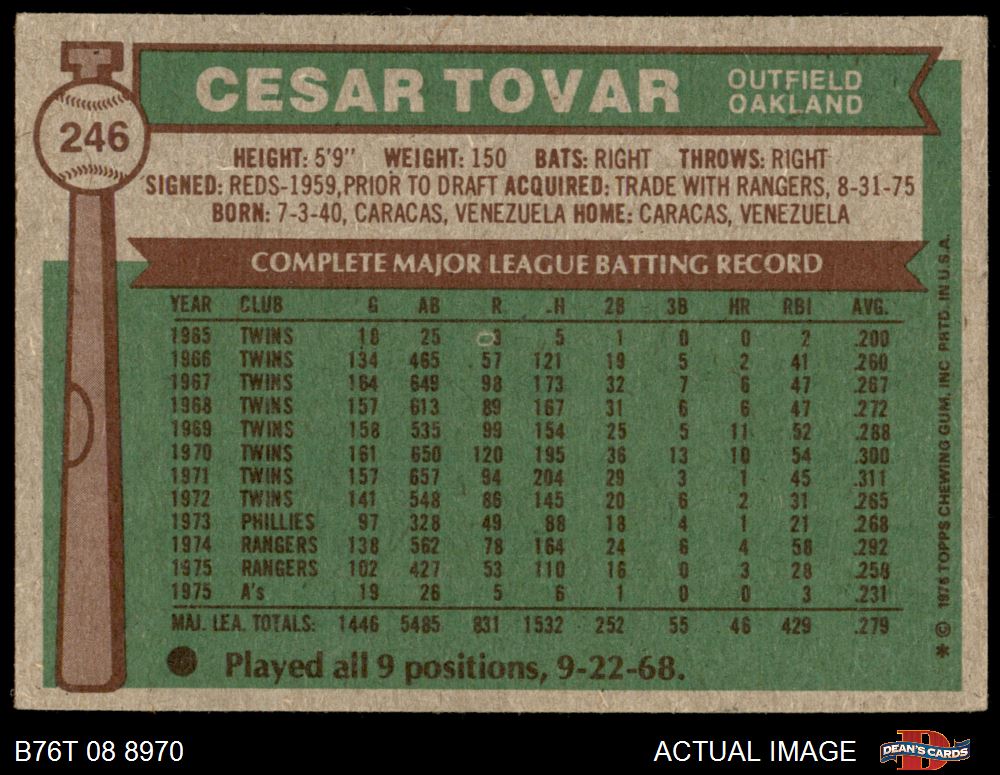 CESAR TOVAR
OUTFIELD
OAKLAND
246
HEIGHT: 5'9" WEIGHT: 150 BATS: RIGHT THROWS: RIGHT
SIGNED: REDS-1959, PRIOR TO DRAFT ACQUIRED: TRADE WITH RANGERS, 8-31-75
BORN: 7-3-40, CARACAS, VENEZUELA HOME: CARACAS, VENEZUELA
COMPLETE MAJOR LEAGUE BATTING RECORD
YEAR CLUB G AB R H 2B 3B HR RBI AVG.
1965 TWINS 18 25 3 5 1 0 0 2 .200
1966 TWINS 134 465 57 121 19 5 2 41 .260
1967 TWINS 164 649 98 173 32 7 6 47 .267
1968 TWINS 157 613 89 167 31 6 6 47 .272
1969 TWINS 158 535 99 154 25 5 11 52 .288
1970 TWINS 161 650 120 195 36 13 10 54 .300
1971 TWINS 157 657 94 204 29 3 1 45 .311
1972 TWINS 141 548 86 145 20 6 2 31 .265
1973 PHILLIES 97 328 49 88 18 4 1 21 .268
1974 RANGERS 138 562 78 164 24 6 4 58 .292
1975 RANGERS 102 427 53 110 16 0 3 28 .258
1975 A's 19 26 5 6 1 0 0 3 .231
MAJ. LEA. TOTALS: 1446 5485 831 1532 252 55 46 429 .279
Played all 9 positions, 9-22-68.
* © 1976 TOPPS CHEWING GUM, INC. PRTD. IN U.S.A.
B76T 08 8970
ACTUAL IMAGE
D
DEAN'S CARDS